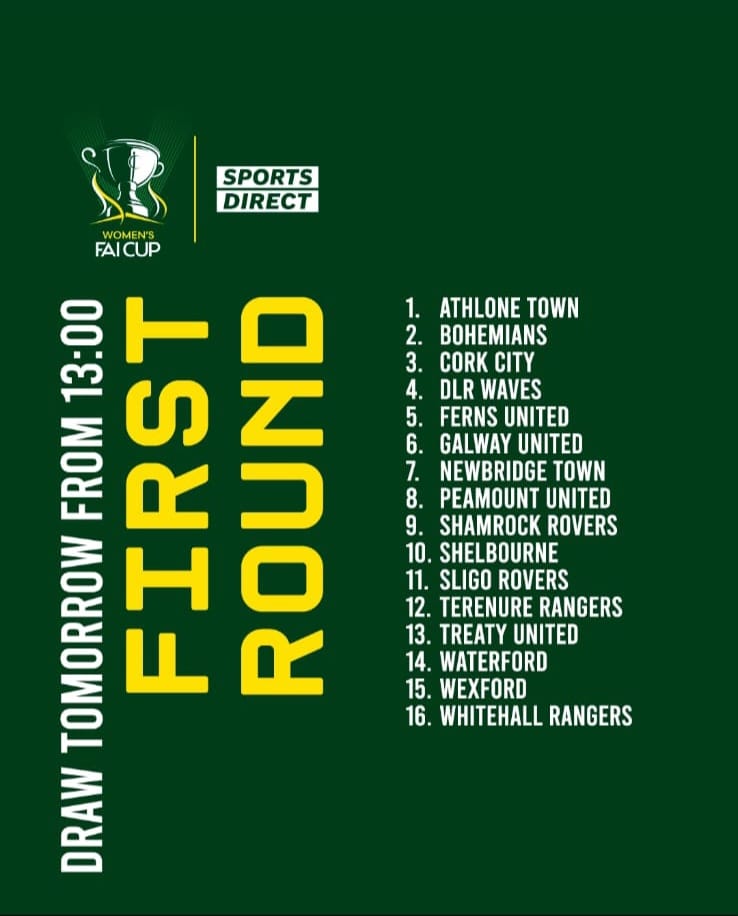 WOMEN'S
FAI CUP
SPORTS
DIRECT
DRAW TOMORROW FROM 13:00
FIRST
ROUND
1. ATHLONE TOWN
2. BOHEMIANS
3. CORK CITY
4. DLR WAVES
5. FERNS UNITED
6. GALWAY UNITED
7. NEWBRIDGE TOWN
8. PEAMOUNT UNITED
9. SHAMROCK ROVERS
10. SHELBOURNE
11. SLIGO ROVERS
12. TERENURE RANGERS
13. TREATY UNITED
14. WATERFORD
15. WEXFORD
16. WHITEHALL RANGERS